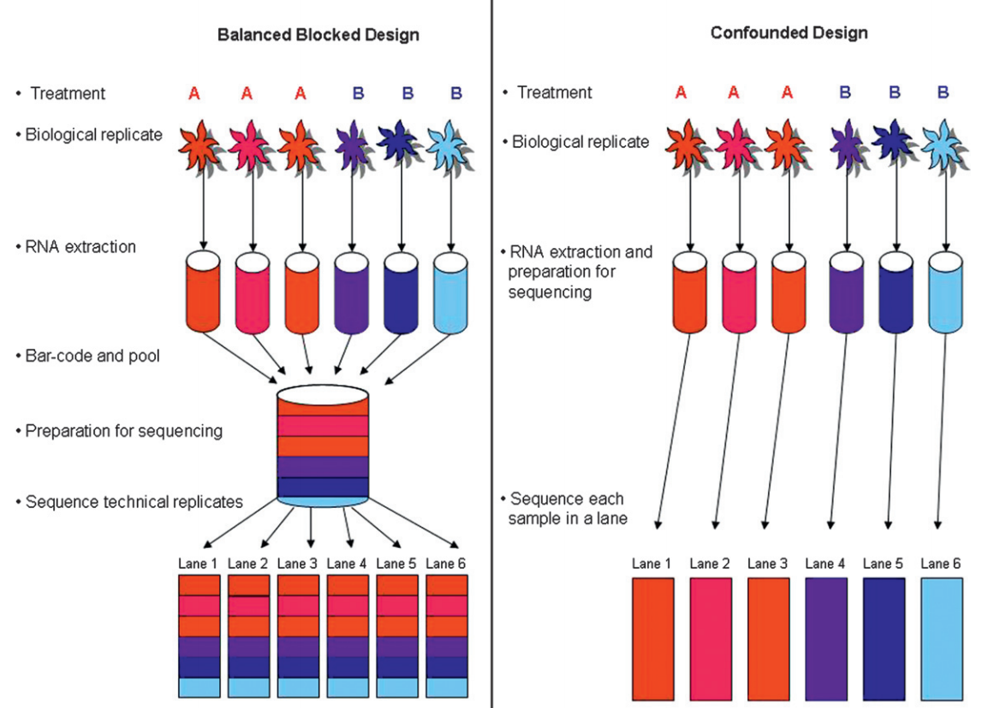 Balanced Blocked Design
• Treatment
A A A B B B
• Biological replicate
• RNA extraction
• Bar-code and pool
• Preparation for sequencing
• Sequence technical replicates
Lane 1 Lane 2 Lane 3 Lane 4 Lane 5 Lane 6
Confounded Design
• Treatment
A A A B B B
• Biological replicate
• RNA extraction and
preparation for
sequencing
• Sequence each
sample in a lane
Lane 1 Lane 2 Lane 3 Lane 4 Lane 5 Lane 6